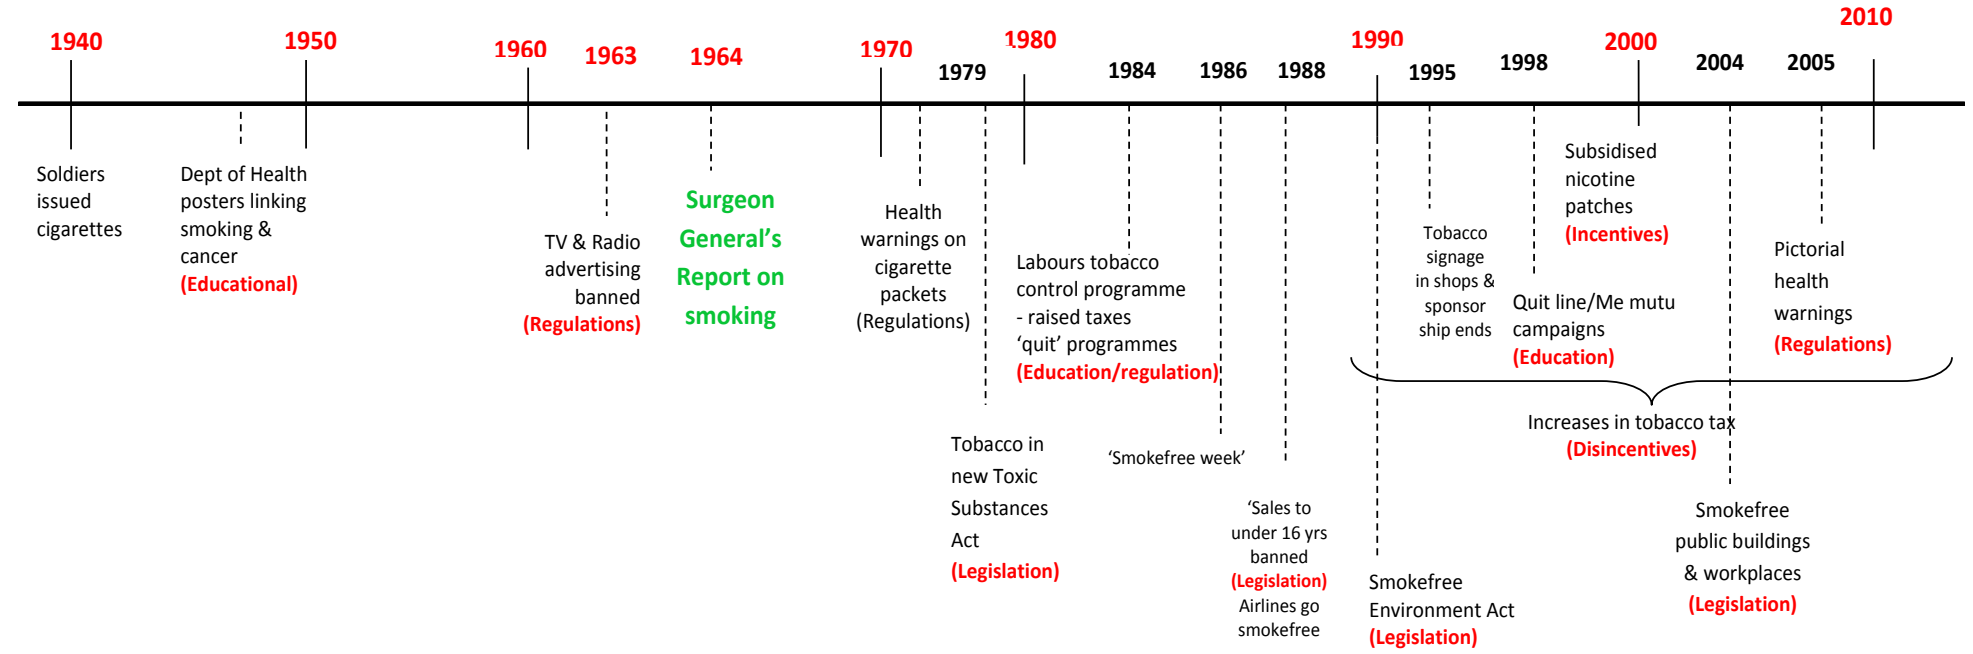 1940
1950
1960
1963
1964
1970
1979
1980
1984
1986
1988
1990
1995
1998
2000
2004
2005
2010
Soldiers
issued
cigarettes
Dept of Health
posters linking
smoking &
cancer
(Educational)
TV & Radio
advertising
banned
(Regulations)
Surgeon
General’s
Report on
smoking
Health
warnings on
cigarette
packets
(Regulations)
Tobacco in
new Toxic
Substances
Act
(Legislation)
Labours tobacco
control programme
- raised taxes
‘quit’ programmes
(Education/regulation)
‘Smokefree week’
‘Sales to
under 16 yrs
banned
(Legislation)
Airlines go
smokefree
Smokefree
Environment Act
(Legislation)
Tobacco
signage
in shops &
sponsor
ship ends
Quit line/Me mutu
campaigns
(Education)
Subsidised
nicotine
patches
(Incentives)
Increases in tobacco tax
(Disincentives)
Smokefree
public buildings
& workplaces
(Legislation)
Pictorial
health
warnings
(Regulations)